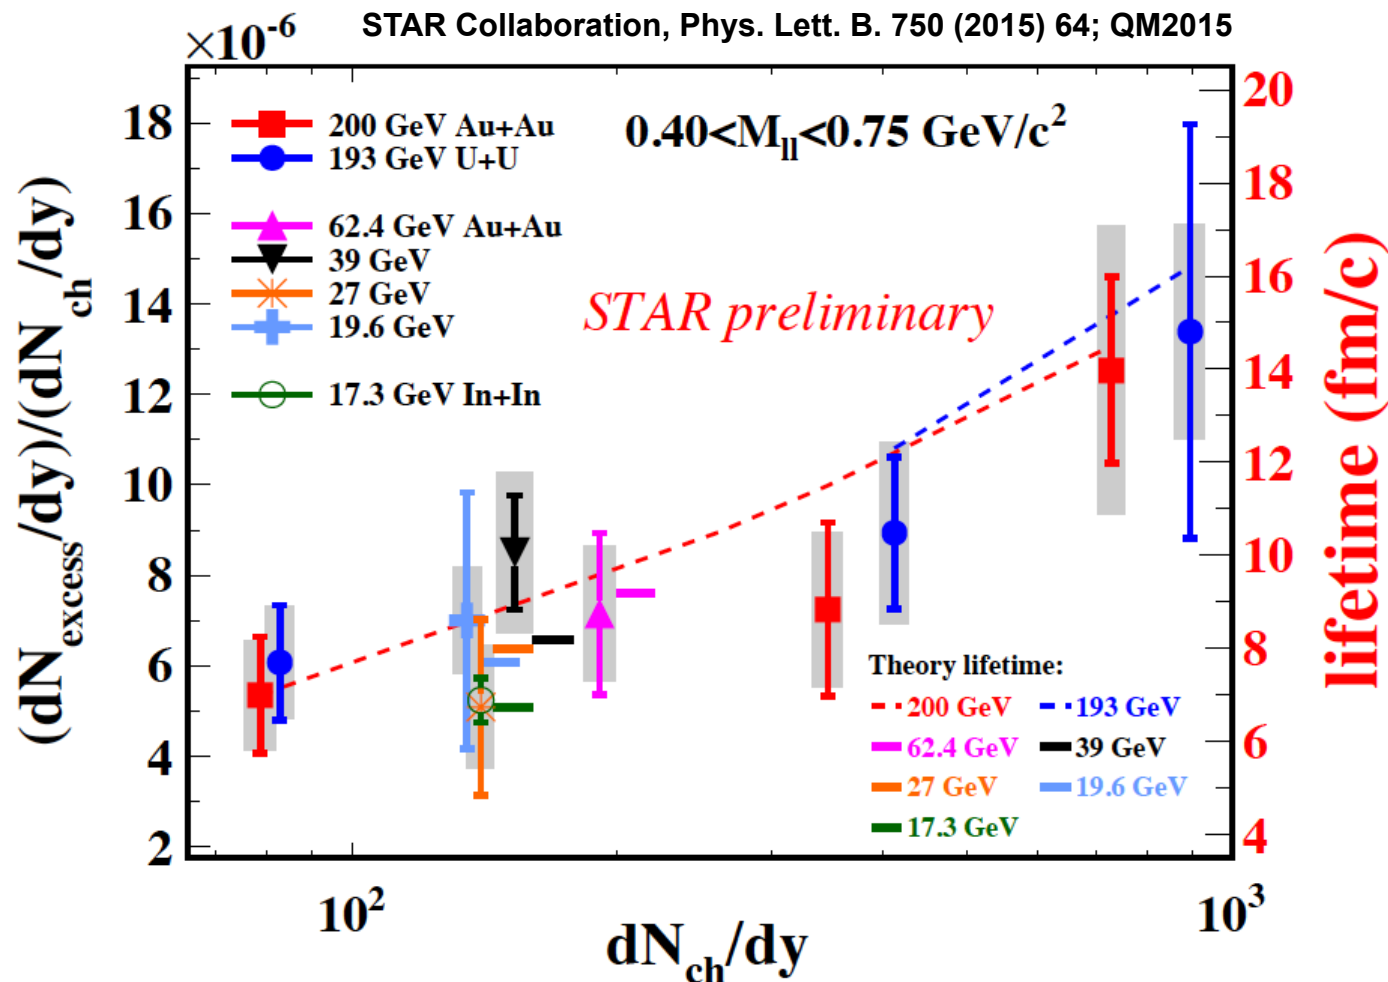 STAR Collaboration, Phys. Lett. B. 750 (2015) 64; QM2015
×10⁻⁶
(dN_excess/dy)/(dN_ch/dy)
18
16
14
12
10
8
6
4
2
200 GeV Au+Au
193 GeV U+U
62.4 GeV Au+Au
39 GeV
27 GeV
19.6 GeV
17.3 GeV In+In
0.40<M_ll<0.75 GeV/c²
STAR preliminary
Theory lifetime:
200 GeV 193 GeV
62.4 GeV 39 GeV
27 GeV 19.6 GeV
17.3 GeV
20
18
16
14
12
10
8
6
4
lifetime (fm/c)
10² 10³
dN_ch/dy